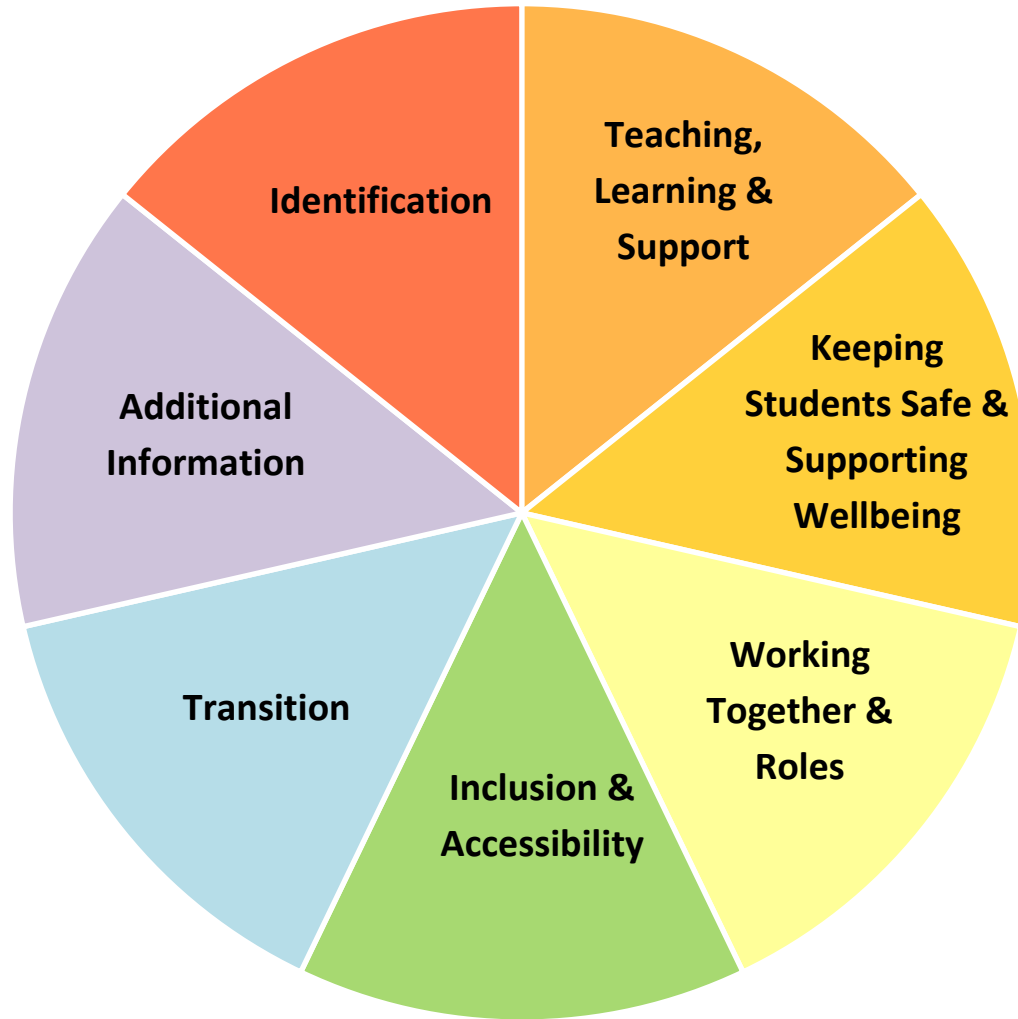 Identification
Teaching,
Learning &
Support
Keeping
Students Safe &
Supporting
Wellbeing
Working
Together &
Roles
Inclusion &
Accessibility
Transition
Additional
Information